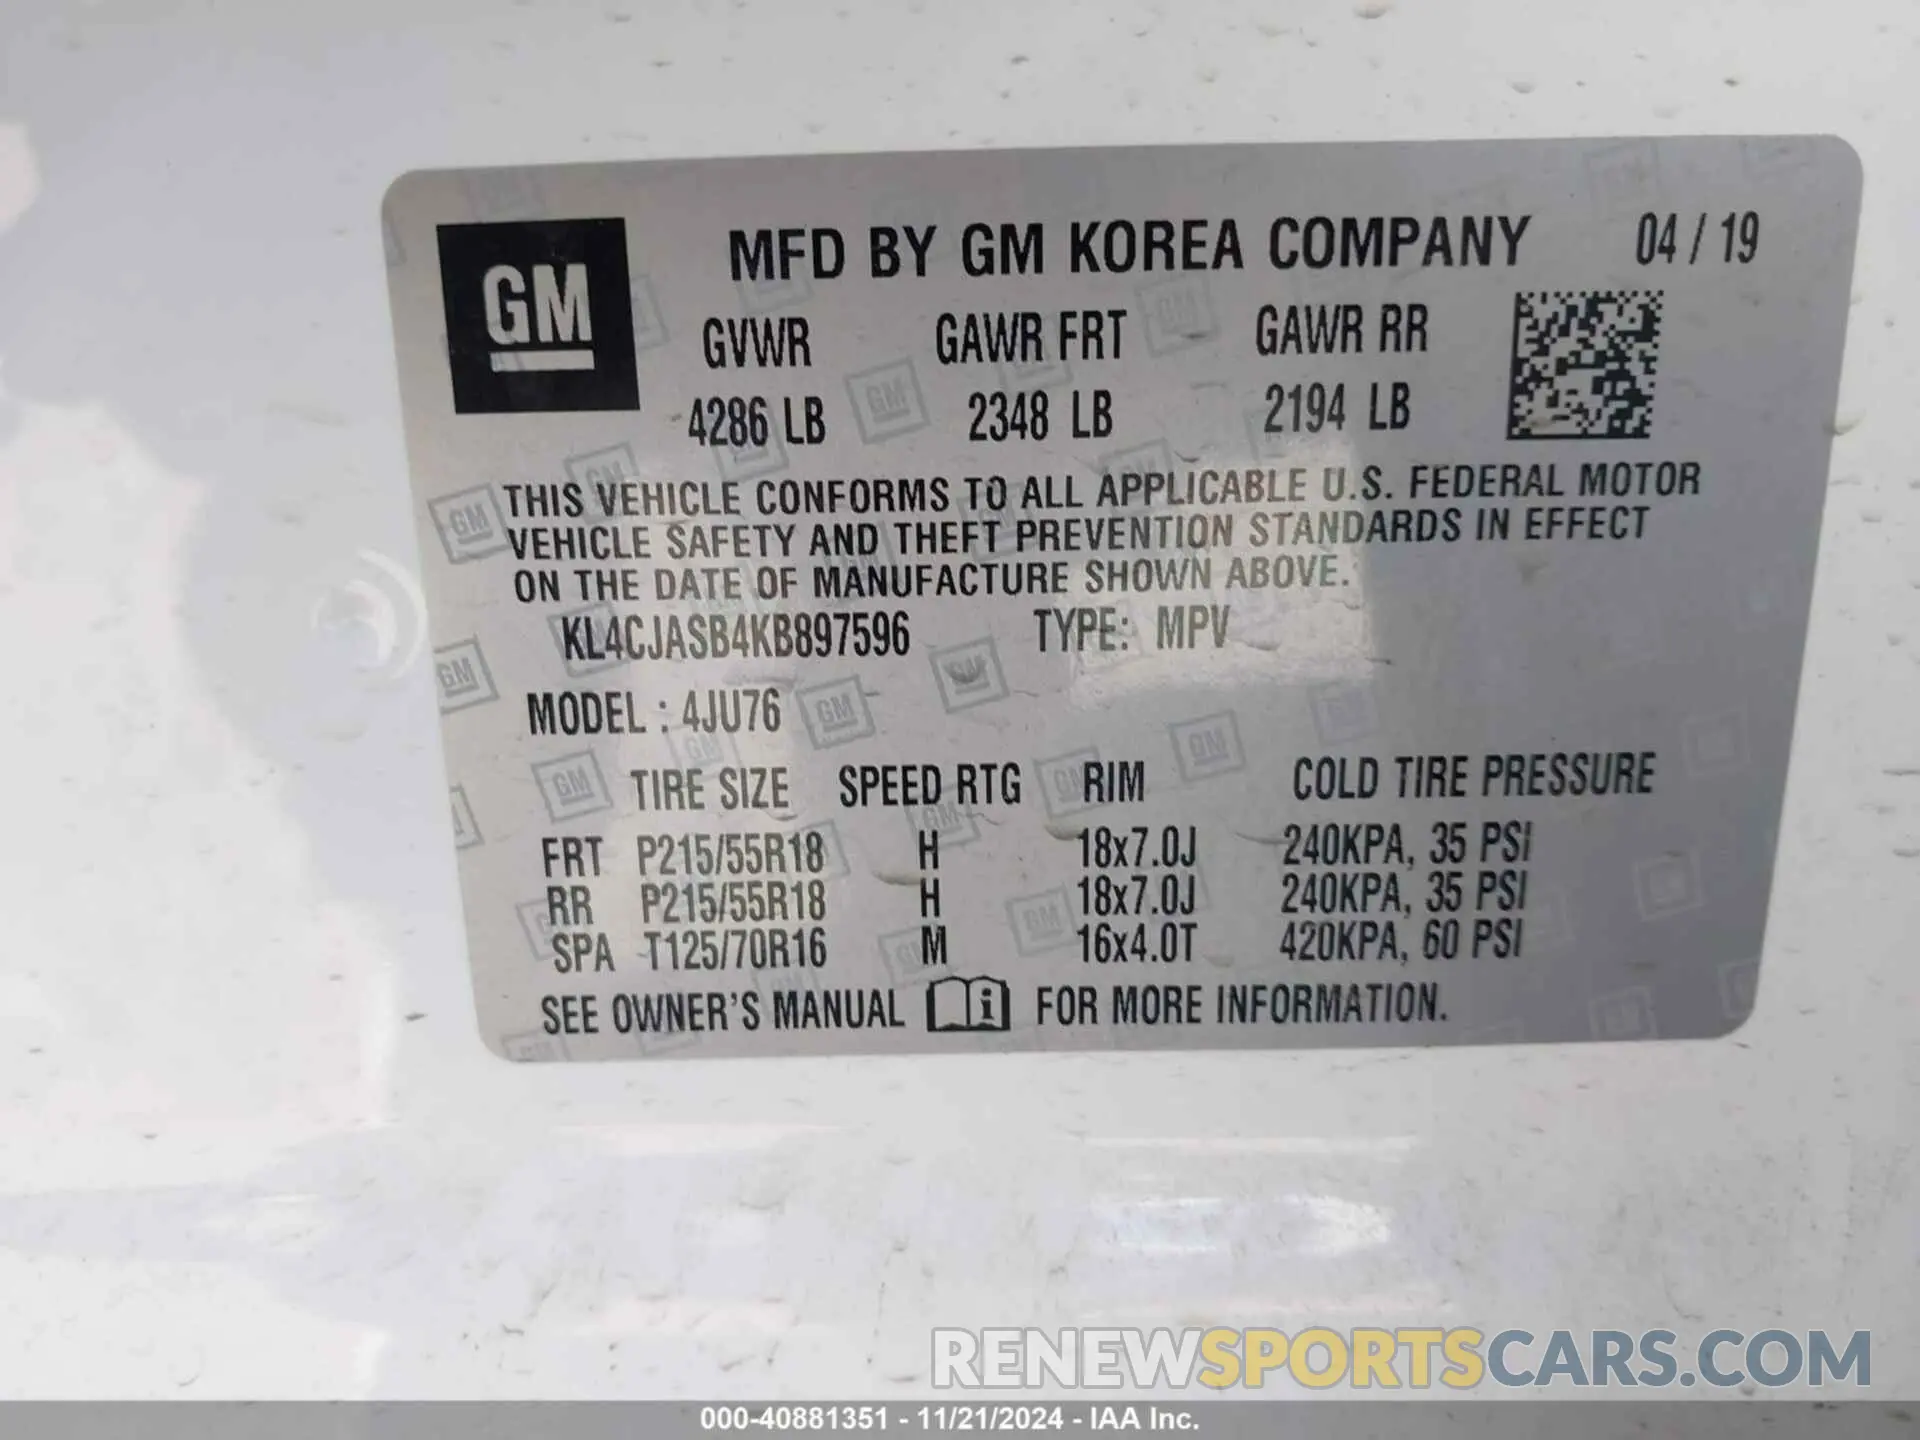 GM
MFD BY GM KOREA COMPANY 04 / 19
GVWR GAWR FRT GAWR RR
4286 LB 2348 LB 2194 LB
THIS VEHICLE CONFORMS TO ALL APPLICABLE U.S. FEDERAL MOTOR
VEHICLE SAFETY AND THEFT PREVENTION STANDARDS IN EFFECT
ON THE DATE OF MANUFACTURE SHOWN ABOVE.
KL4CJASB4KB897596 TYPE: MPV
MODEL : 4JU76
TIRE SIZE SPEED RTG RIM COLD TIRE PRESSURE
FRT P215/55R18 H 18x7.0J 240KPA, 35 PSI
RR P215/55R18 H 18x7.0J 240KPA, 35 PSI
SPA T125/70R16 M 16x4.0T 420KPA, 60 PSI
SEE OWNER'S MANUAL i FOR MORE INFORMATION.
RENEWSPORTSCARS.COM
000-40881351 - 11/21/2024 - IAA Inc.